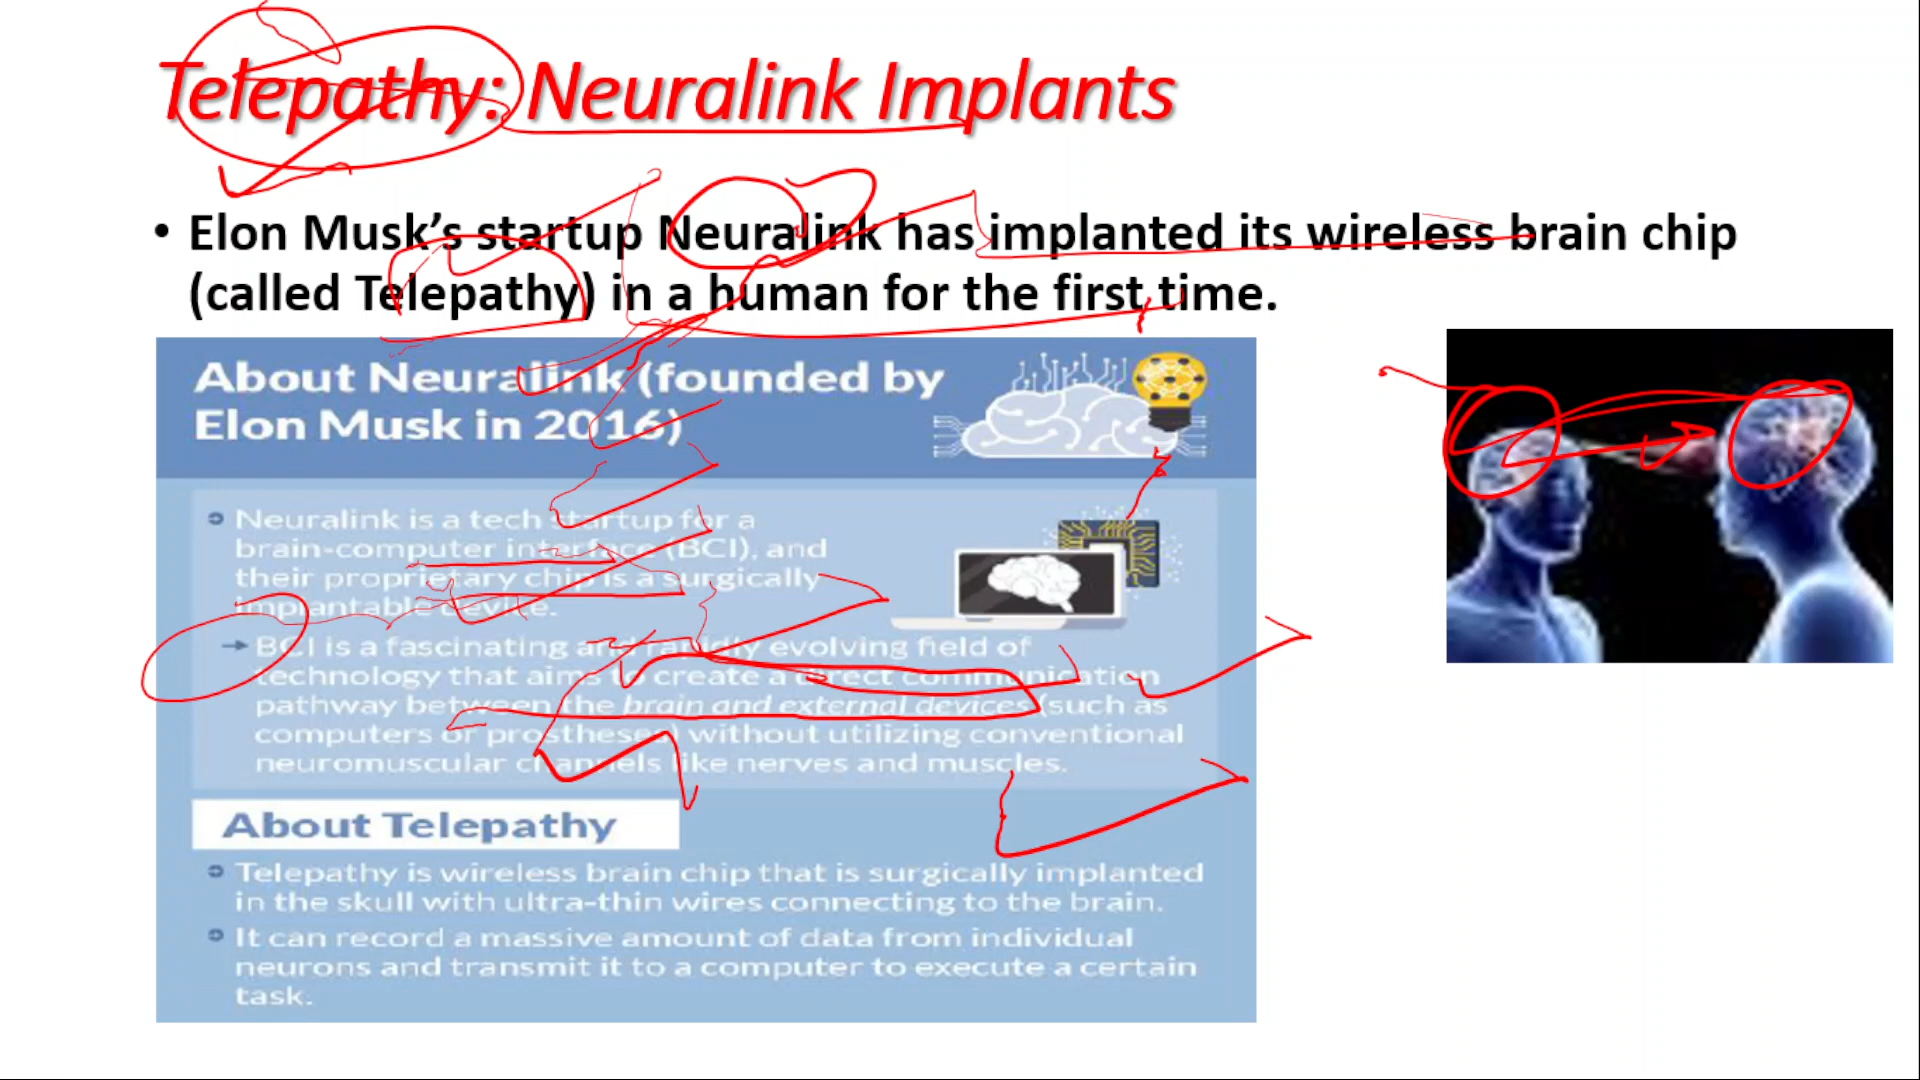 Telepathy: Neuralink Implants
• Elon Musk’s startup Neuralink has implanted its wireless brain chip
(called Telepathy) in a human for the first time.
About Neuralink (founded by
Elon Musk in 2016)
Neuralink is a tech startup for a
brain-computer interface (BCI), and
their proprietary chip is a surgically
implantable device.
→ BCI is a fascinating and rapidly evolving field of
technology that aims to create a direct communication
pathway between the brain and external devices (such as
computers or prostheses) without utilizing conventional
neuromuscular channels like nerves and muscles.
About Telepathy
Telepathy is wireless brain chip that is surgically implanted
in the skull with ultra-thin wires connecting to the brain.
It can record a massive amount of data from individual
neurons and transmit it to a computer to execute a certain
task.